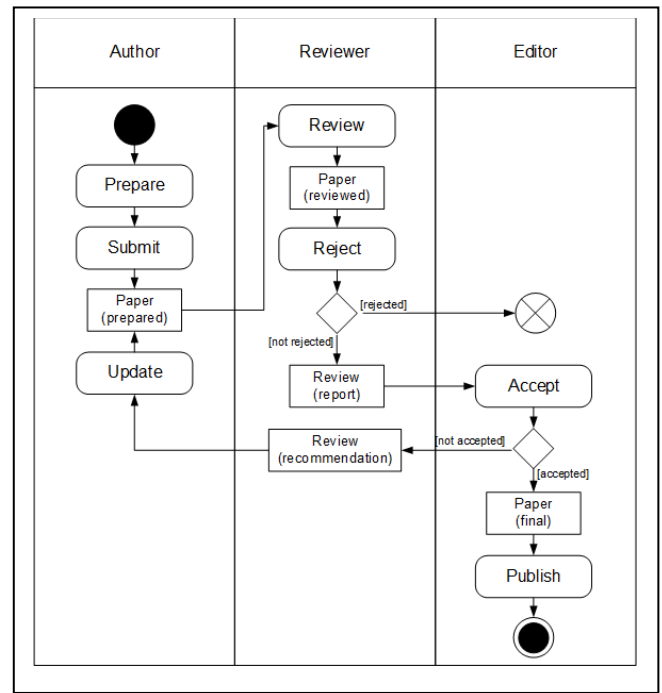 Author
Reviewer
Editor
Prepare
Submit
Paper
(prepared)
Update
Review
Paper
(reviewed)
Reject
[rejected]
[not rejected]
Review
(report)
Accept
[not accepted]
Review
(recommendation)
[accepted]
Paper
(final)
Publish